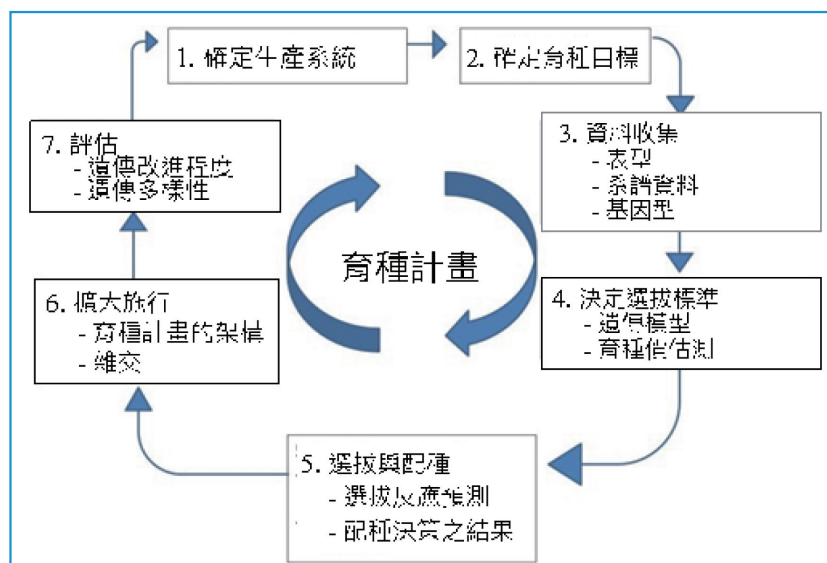 1. 確定生產系統
2. 確定育種目標
3. 資料收集
- 表型
- 系譜資料
- 基因型
4. 決定選拔標準
- 遺傳模型
- 育種值估測
5. 選拔與配種
- 選拔反應預測
- 配種決策之結果
6. 擴大施行
- 育種計畫的架構
- 雜交
7. 評估
- 遺傳改進程度
- 遺傳多樣性
育種計畫